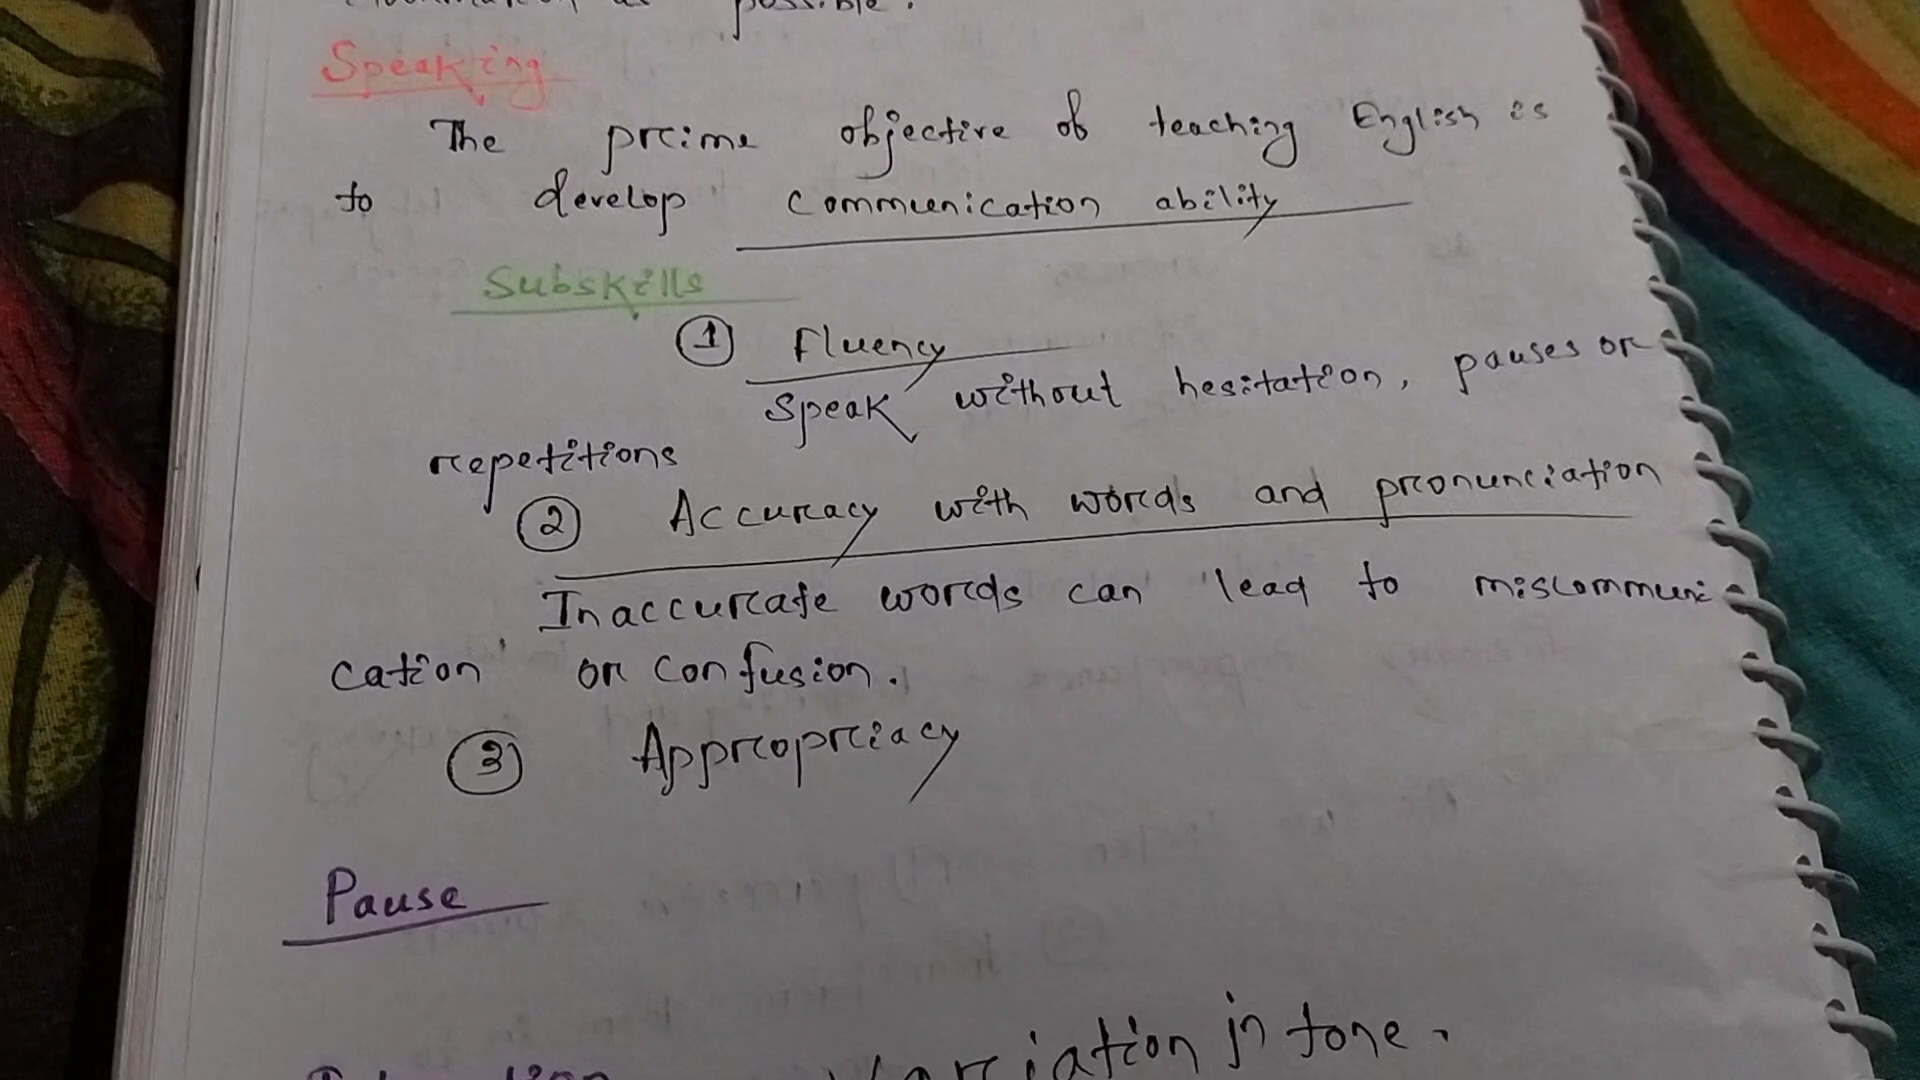 possible.
Speaking
The prime objective of teaching English is
to develop communication ability
Subskills
① Fluency
Speak without hesitation, pauses or
repetitions
② Accuracy with words and pronunciation
Inaccurate words can lead to miscommuni
cation or confusion.
③ Appropriacy
Pause
Variation in tone.